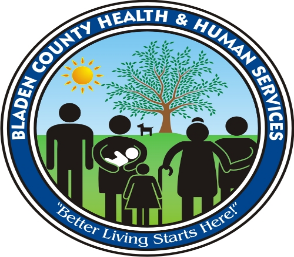 BLADEN COUNTY HEALTH & HUMAN SERVICES
"Better Living Starts Here!"